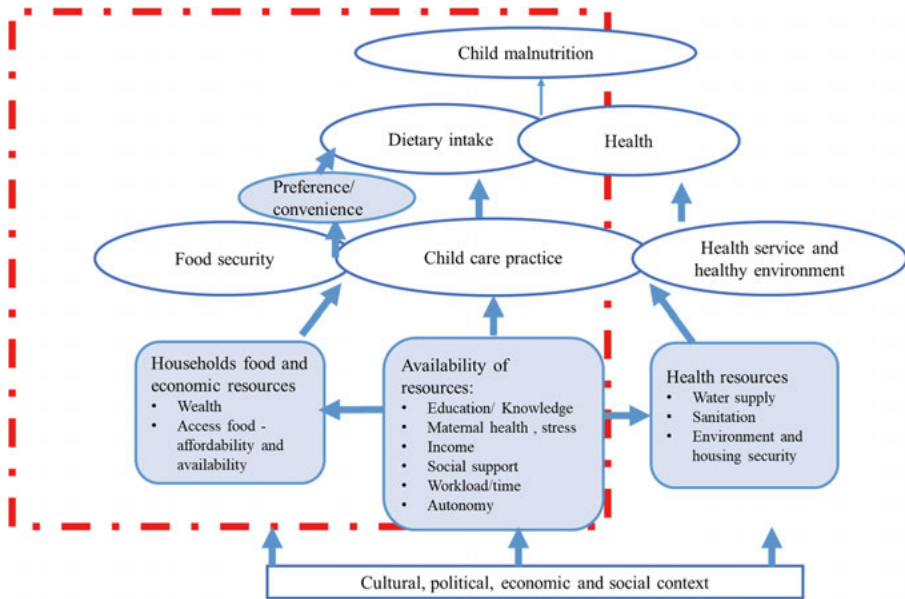 Child malnutrition
Dietary intake
Health
Preference/
convenience
Food security
Child care practice
Health service and
healthy environment
Households food and
economic resources
• Wealth
• Access food -
affordability and
availability
Availability of
resources:
• Education/ Knowledge
• Maternal health , stress
• Income
• Social support
• Workload/time
• Autonomy
Health resources
• Water supply
• Sanitation
• Environment and
housing security
Cultural, political, economic and social context